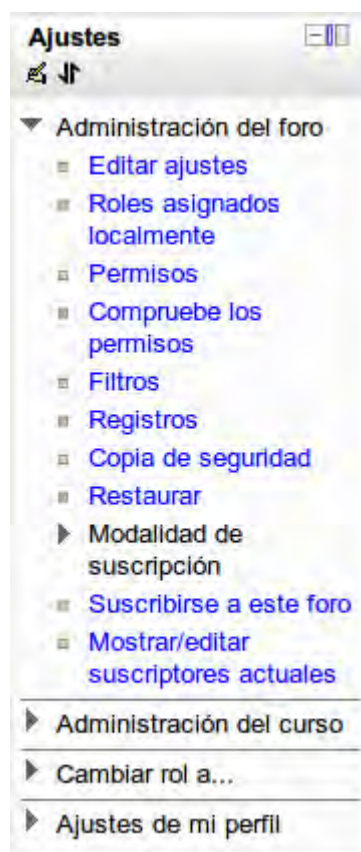 Ajustes
Administración del foro
Editar ajustes
Roles asignados
localmente
Permisos
Compruebe los
permisos
Filtros
Registros
Copia de seguridad
Restaurar
Modalidad de
suscripción
Suscribirse a este foro
Mostrar/editar
suscriptores actuales
Administración del curso
Cambiar rol a...
Ajustes de mi perfil